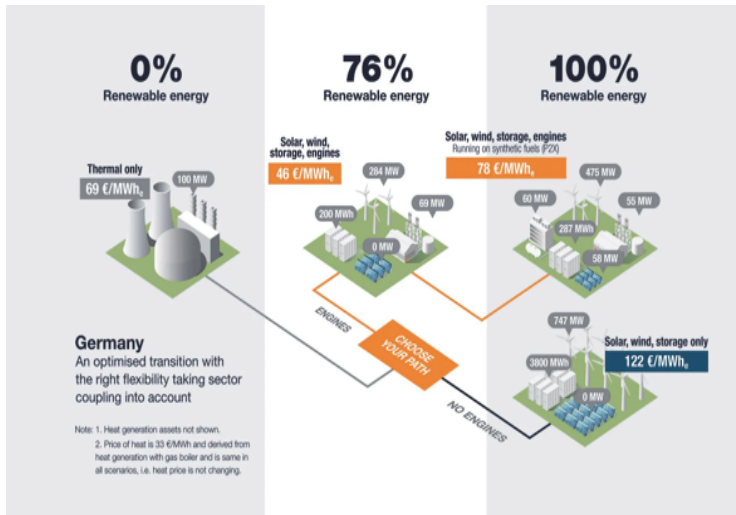 0%
Renewable energy
76%
Renewable energy
100%
Renewable energy
Thermal only
69 €/MWhe
100 MW
Solar, wind,
storage, engines
46 €/MWhe
284 MW
69 MW
200 MWh
0 MW
Solar, wind, storage, engines
Running on synthetic fuels (P2X)
78 €/MWhe
475 MW
60 MW
55 MW
287 MWh
58 MW
ENGINES
CHOOSE
YOUR PATH
NO ENGINES
747 MW
3800 MWh
0 MW
Solar, wind, storage only
122 €/MWhe
Germany
An optimised transition with
the right flexibility taking sector
coupling into account
Note: 1. Heat generation assets not shown.
2. Price of heat is 33 €/MWh and derived from
heat generation with gas boiler and is same in
all scenarios, i.e. heat price is not changing.